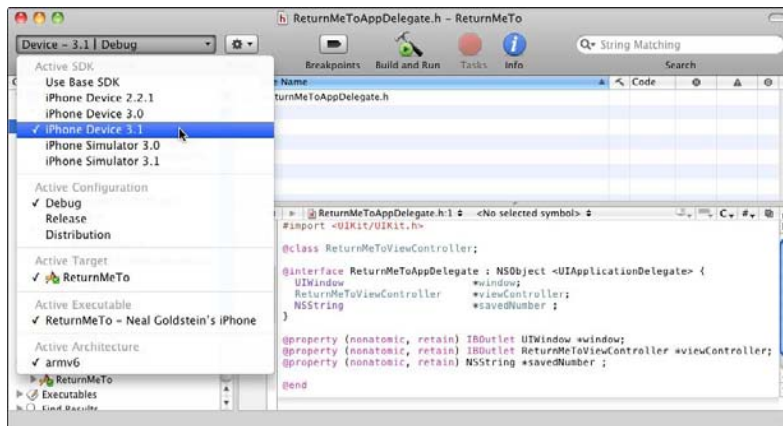 ReturnMeToAppDelegate.h – ReturnMeTo
Device – 3.1 | Debug
String Matching
Breakpoints
Build and Run
Tasks
Info
Search
Active SDK
Use Base SDK
iPhone Device 2.2.1
iPhone Device 3.0
✓ iPhone Device 3.1
iPhone Simulator 3.0
iPhone Simulator 3.1
Active Configuration
✓ Debug
Release
Distribution
Active Target
✓ ReturnMeTo
Active Executable
✓ ReturnMeTo – Neal Goldstein's iPhone
Active Architecture
✓ armv6
ReturnMeTo
Executables
Find Results
Name
Code
turnMeToAppDelegate.h
ReturnMeToAppDelegate.h:1
<No selected symbol>
C
#
#import <UIKit/UIKit.h>
@class ReturnMeToViewController;
@interface ReturnMeToAppDelegate : NSObject <UIApplicationDelegate> {
UIWindow *window;
ReturnMeToViewController *viewController;
NSString *savedNumber ;
}
@property (nonatomic, retain) IBOutlet UIWindow *window;
@property (nonatomic, retain) IBOutlet ReturnMeToViewController *viewController;
@property (nonatomic, retain) NSString *savedNumber ;
@end